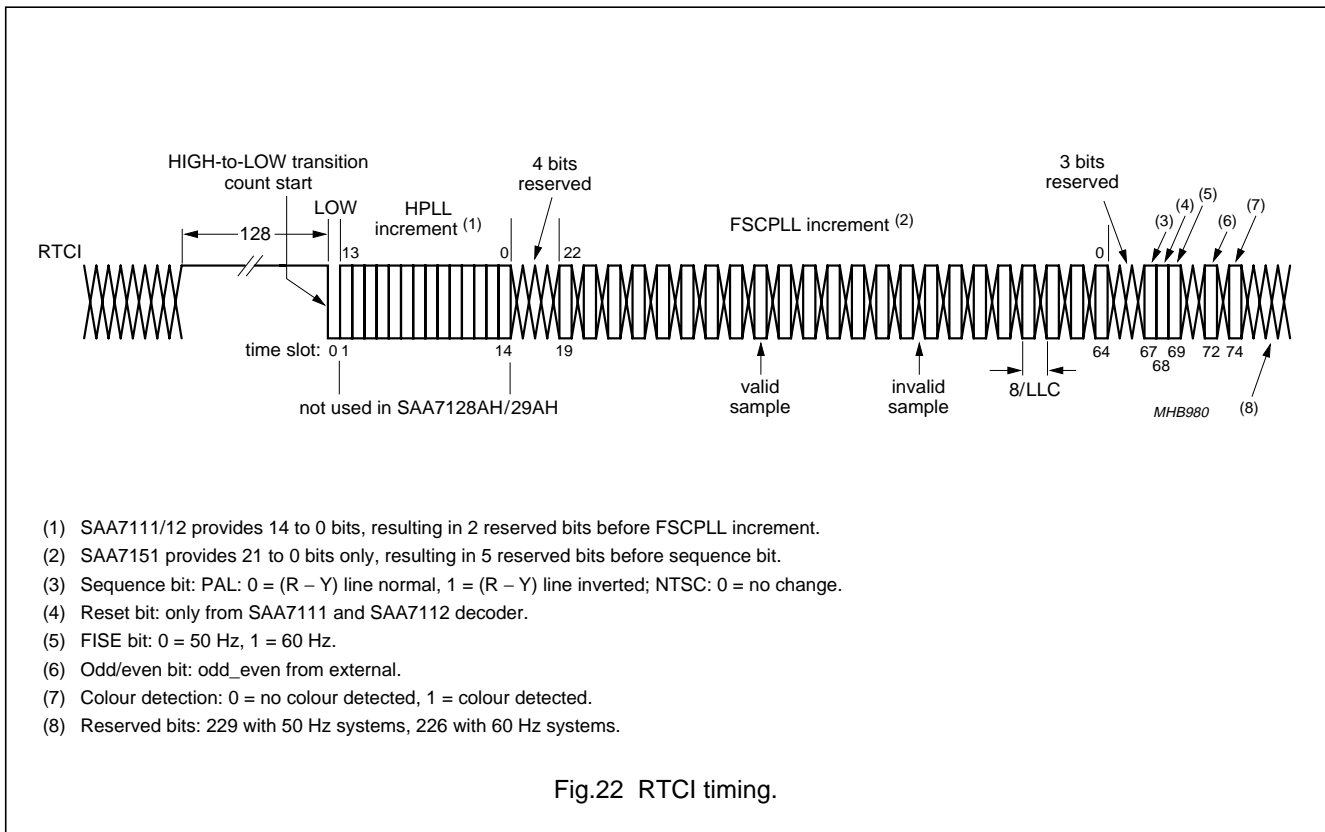 HIGH-to-LOW transition
count start
4 bits
reserved
3 bits
reserved
(3)
(4)
(5)
(6)
(7)
LOW
HPLL
increment (1)
FSCPLL increment (2)
RTCI
128
13
0
22
0
time slot:
0 1
14
19
64
67
68
69
72
74
not used in SAA7128AH/29AH
valid
sample
invalid
sample
8/LLC
MHB980
(8)
(1) SAA7111/12 provides 14 to 0 bits, resulting in 2 reserved bits before FSCPLL increment.
(2) SAA7151 provides 21 to 0 bits only, resulting in 5 reserved bits before sequence bit.
(3) Sequence bit: PAL: 0 = (R − Y) line normal, 1 = (R − Y) line inverted; NTSC: 0 = no change.
(4) Reset bit: only from SAA7111 and SAA7112 decoder.
(5) FISE bit: 0 = 50 Hz, 1 = 60 Hz.
(6) Odd/even bit: odd_even from external.
(7) Colour detection: 0 = no colour detected, 1 = colour detected.
(8) Reserved bits: 229 with 50 Hz systems, 226 with 60 Hz systems.
Fig.22 RTCI timing.